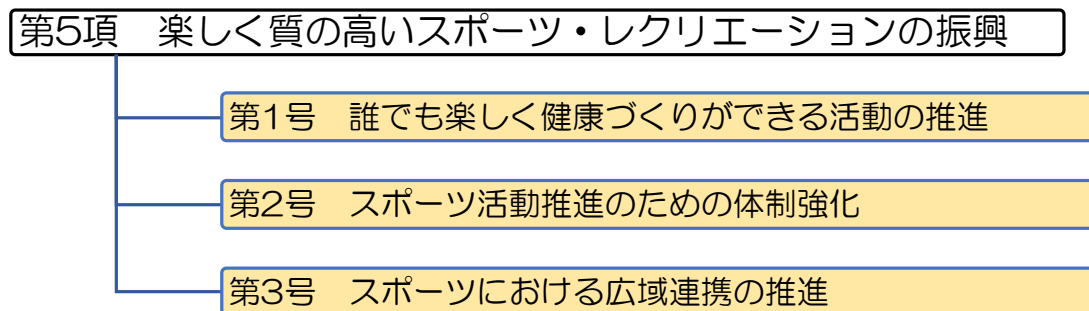 第5項　楽しく質の高いスポーツ・レクリエーションの振興
第1号　誰でも楽しく健康づくりができる活動の推進
第2号　スポーツ活動推進のための体制強化
第3号　スポーツにおける広域連携の推進